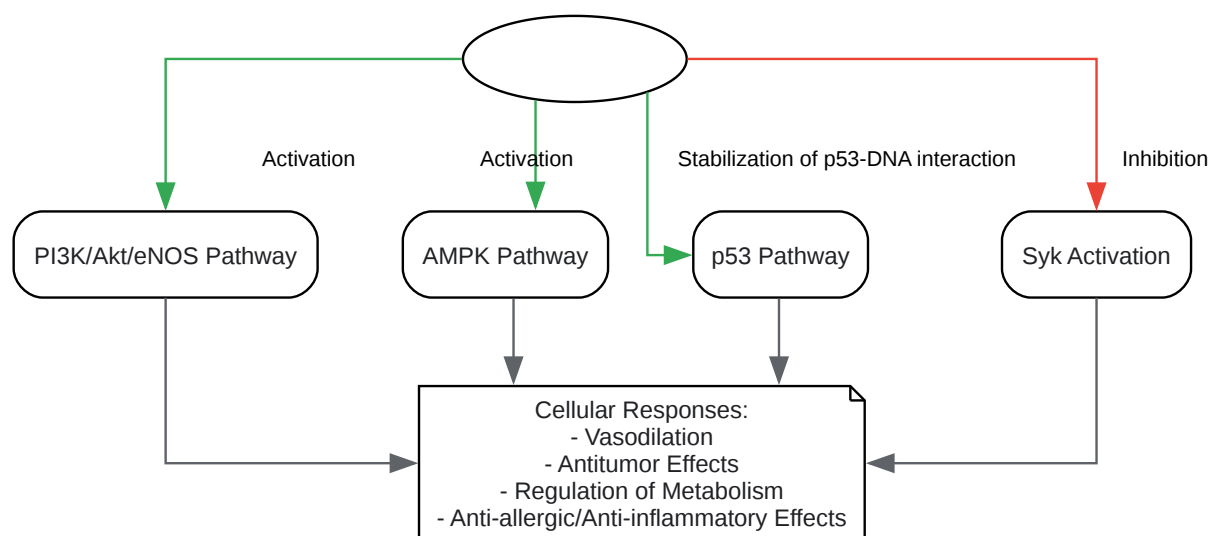 Activation
Activation
Stabilization of p53-DNA interaction
Inhibition
PI3K/Akt/eNOS Pathway
AMPK Pathway
p53 Pathway
Syk Activation
Cellular Responses:
- Vasodilation
- Antitumor Effects
- Regulation of Metabolism
- Anti-allergic/Anti-inflammatory Effects